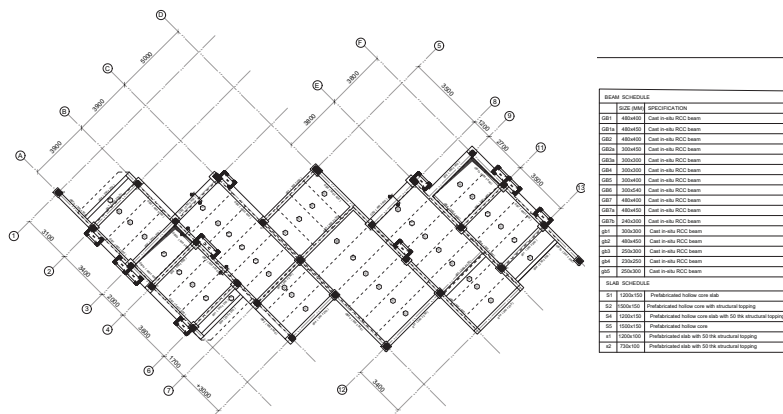 D
C
B
A
F
E
5
8
9
11
13
1
2
3
4
6
7
12
5000
3900
3900
3800
3800
3500
1200
2700
3500
3100
3400
2000
3800
1700
+3000
3400
BEAM SCHEDULE
SIZE (MM) SPECIFICATION
GB1 480x400 Cast in-situ RCC beam
GB1a 480x450 Cast in-situ RCC beam
GB2 480x400 Cast in-situ RCC beam
GB2a 300x450 Cast in-situ RCC beam
GB3a 300x300 Cast in-situ RCC beam
GB4 300x300 Cast in-situ RCC beam
GB5 300x400 Cast in-situ RCC beam
GB6 300x540 Cast in-situ RCC beam
GB7 480x400 Cast in-situ RCC beam
GB7a 480x450 Cast in-situ RCC beam
GB7b 240x300 Cast in-situ RCC beam
gb1 300x300 Cast in-situ RCC beam
gb2 480x450 Cast in-situ RCC beam
gb3 250x300 Cast in-situ RCC beam
gb4 230x250 Cast in-situ RCC beam
gb5 250x300 Cast in-situ RCC beam
SLAB SCHEDULE
S1 1200x150 Prefabricated hollow core slab
S2 1500x150 Prefabricated hollow core with structural topping
S4 1200x150 Prefabricated hollow core slab with 50 thk structural topping
S5 1500x150 Prefabricated hollow core
s1 1200x100 Prefabricated slab with 50 thk structural topping
s2 730x100 Prefabricated slab with 50 thk structural topping